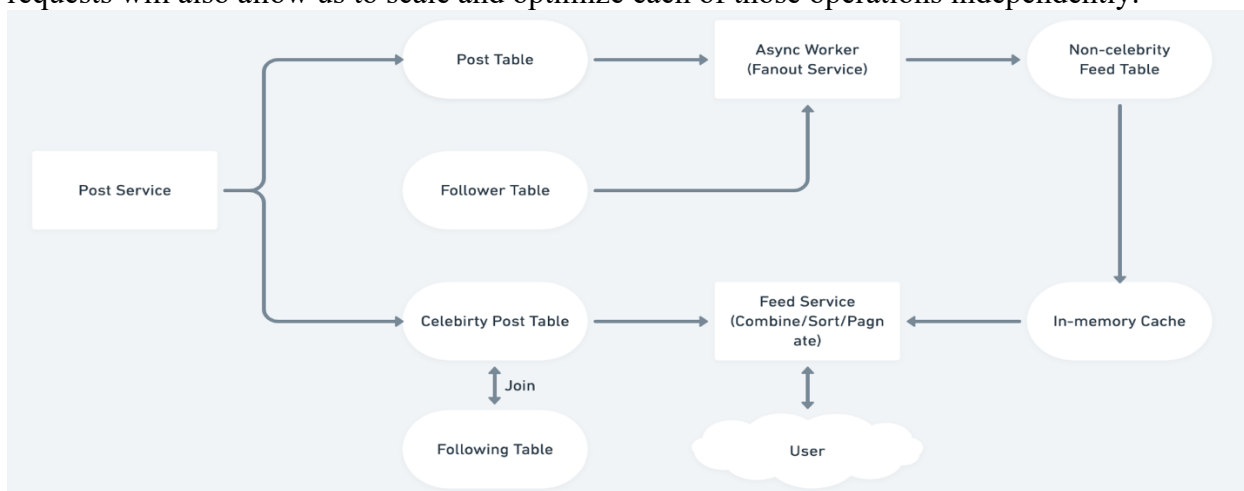 requests will also allow us to scale and optimize each of those operations independently.
Post Table
Async Worker
(Fanout Service)
Non-celebrity
Feed Table
Post Service
Follower Table
Celebirty Post Table
Feed Service
(Combine/Sort/Pagn
ate)
In-memory Cache
Join
Following Table
User